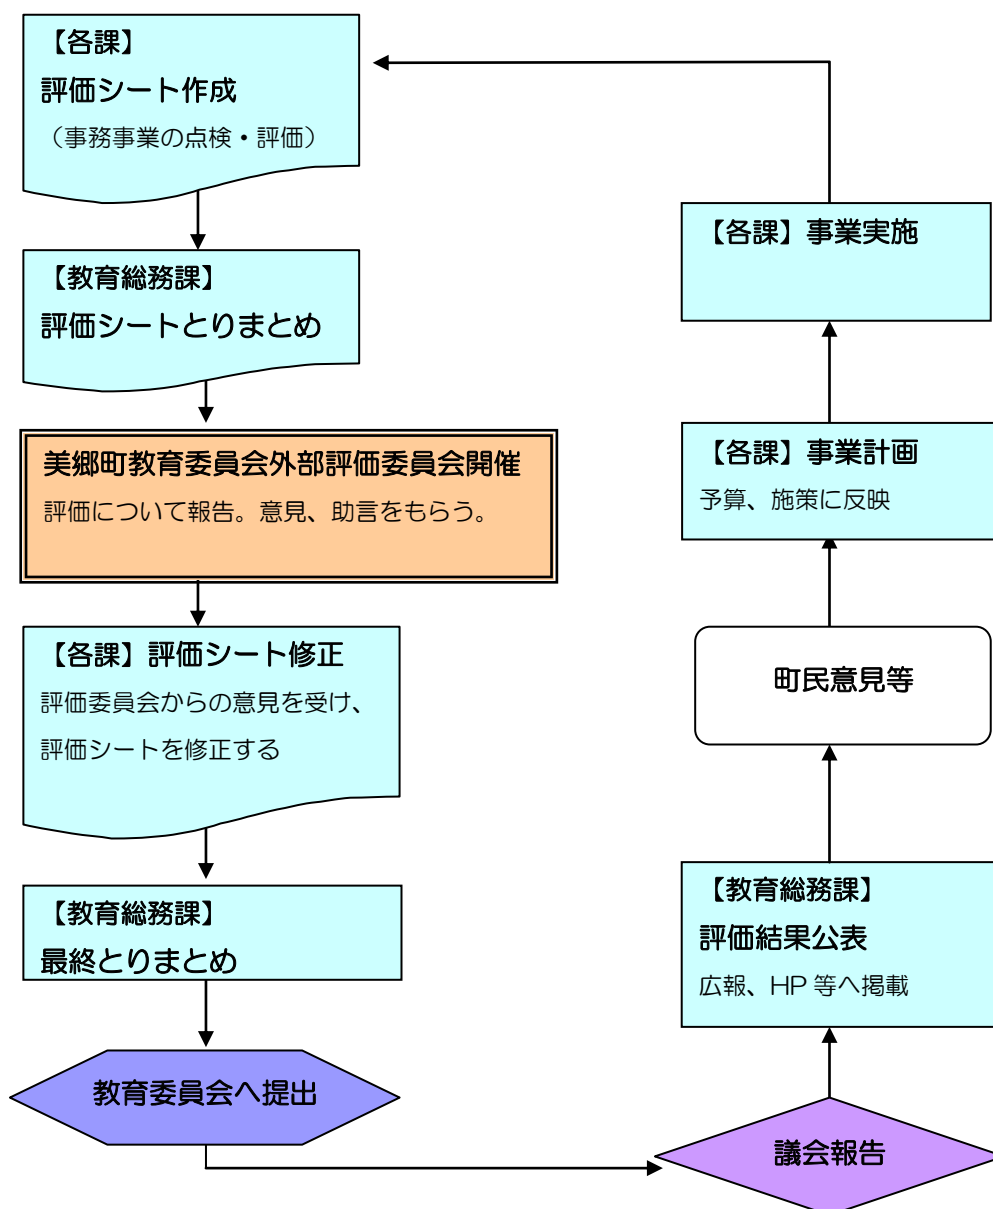 【各課】
評価シート作成
（事務事業の点検・評価）
【教育総務課】
評価シートとりまとめ
美郷町教育委員会外部評価委員会開催
評価について報告。意見、助言をもらう。
【各課】評価シート修正
評価委員会からの意見を受け、
評価シートを修正する
【教育総務課】
最終とりまとめ
教育委員会へ提出
議会報告
【教育総務課】
評価結果公表
広報、HP 等へ掲載
町民意見等
【各課】事業計画
予算、施策に反映
【各課】事業実施